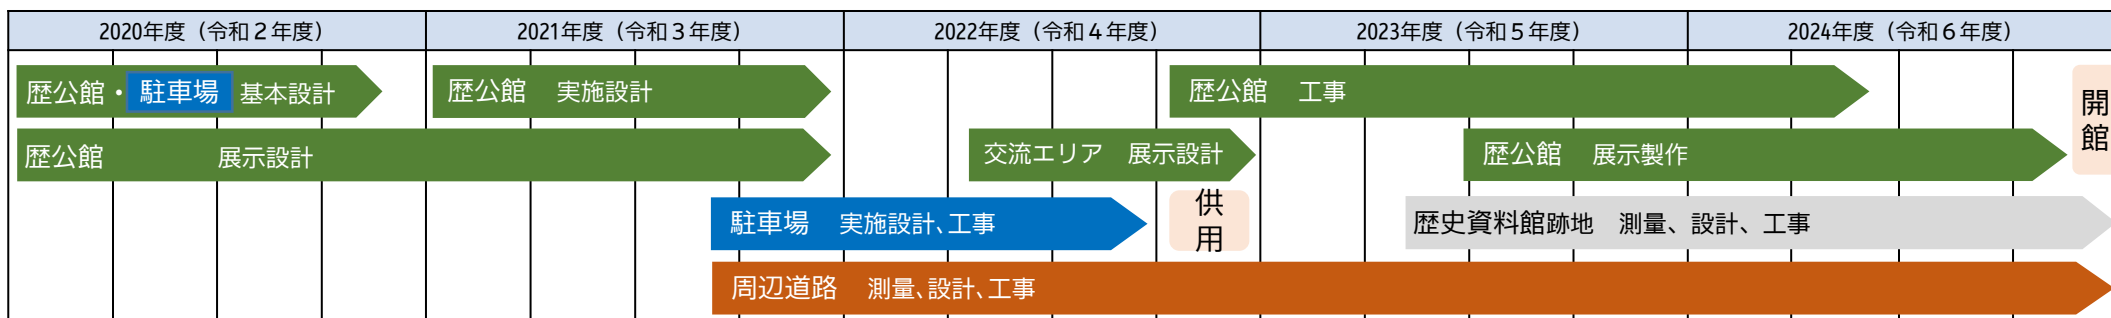 2020年度（令和２年度）
2021年度（令和３年度）
2022年度（令和４年度）
2023年度（令和５年度）
2024年度（令和６年度）
歴公館・駐車場 基本設計
歴公館　実施設計
歴公館　工事
開館
歴公館　展示設計
交流エリア　展示設計
歴公館　展示製作
駐車場　実施設計、工事
供用
歴史資料館跡地　測量、設計、工事
周辺道路　測量、設計、工事